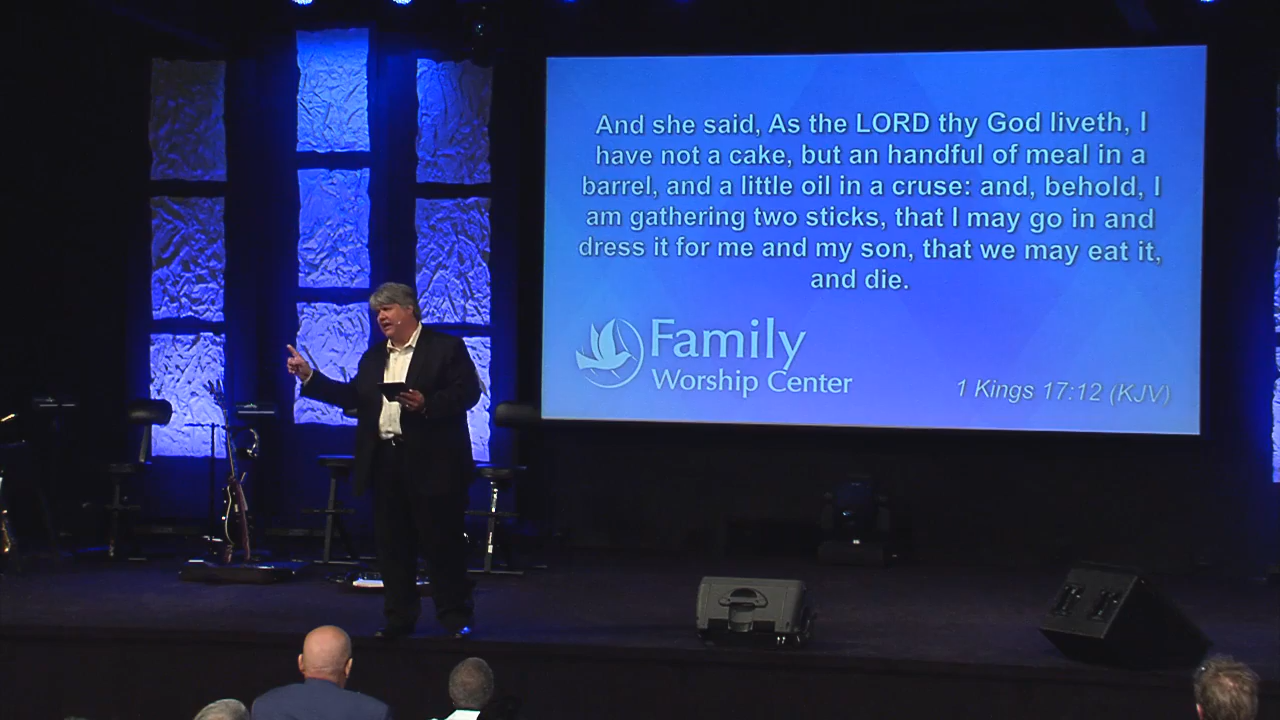 And she said, As the LORD thy God liveth, I
have not a cake, but an handful of meal in a
barrel, and a little oil in a cruse: and, behold, I
am gathering two sticks, that I may go in and
dress it for me and my son, that we may eat it,
and die.
Family
Worship Center
1 Kings 17:12 (KJV)